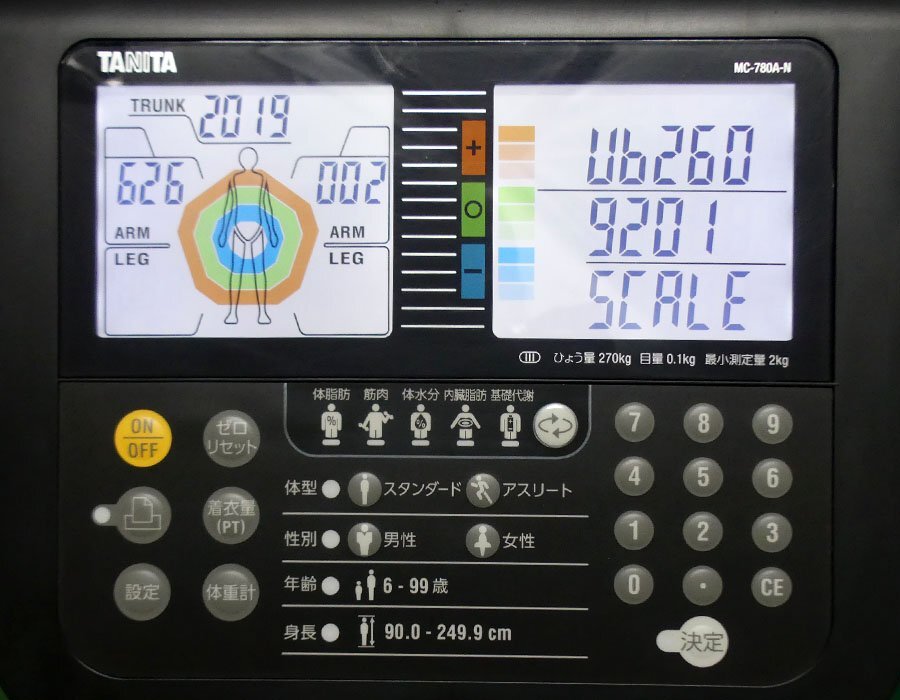 TANITA
MC-780A-N
TRUNK 2019
626
002
ARM
ARM
LEG
LEG
+
○
−
Ub260
9201
SCALE
III ひょう量 270kg 目量 0.1kg 最小測定量 2kg
体脂肪 筋肉 体水分 内臓脂肪 基礎代謝
%
%
ON
OFF
ゼロ
リセット
着衣量
(PT)
設定
体重計
体型 スタンダード アスリート
性別 男性 女性
年齢 6 - 99 歳
身長 90.0 - 249.9 cm
7 8 9
4 5 6
1 2 3
0 · CE
決定